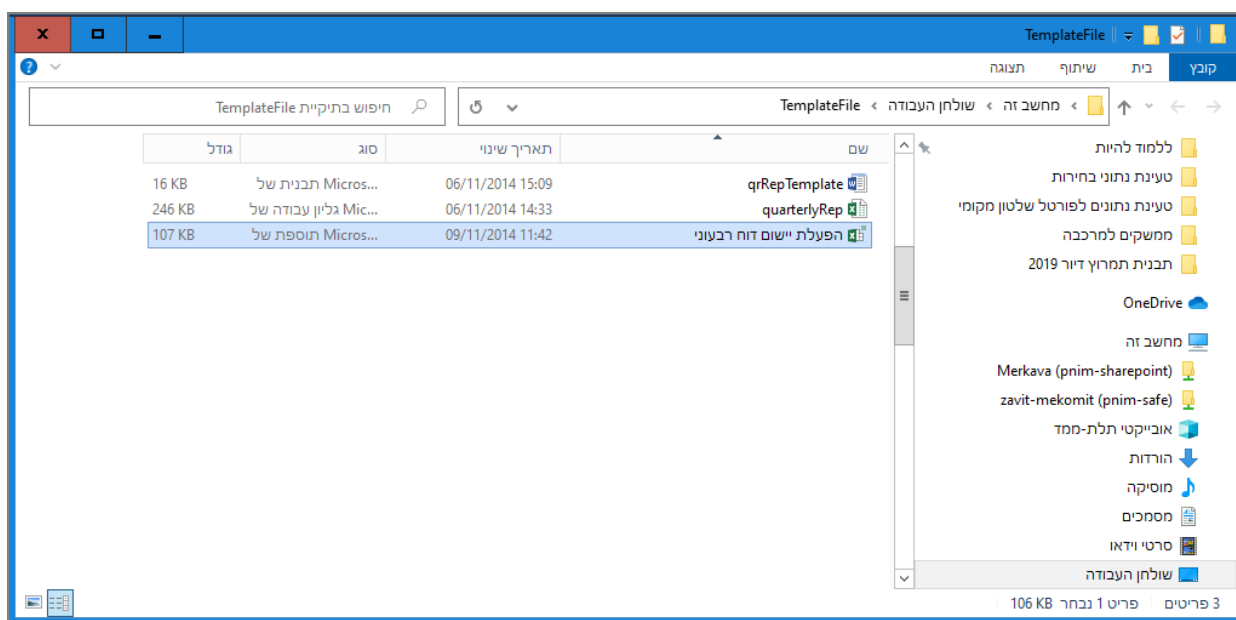 TemplateFile
קובץ בית שיתוף תצוגה
מחשב זה › שולחן העבודה › TemplateFile
חיפוש בתיקיית TemplateFile
ללמוד להיות
טעינת נתוני בחירות
טעינת נתונים לפורטל שלטון מקומי
ממשקים למרכבה
תבנית תמרוץ דיור 2019
OneDrive
מחשב זה
Merkava (pnim-sharepoint)
zavit-mekomit (pnim-safe)
אובייקטי תלת-ממד
הורדות
מוסיקה
מסמכים
סרטי וידאו
שולחן העבודה
שם תאריך שינוי סוג גודל
qrRepTemplate 06/11/2014 15:09 תבנית של Micros... 16 KB
quarterlyRep 06/11/2014 14:33 גליון עבודה של Mic... 246 KB
הפעלת יישום דוח רבעוני 09/11/2014 11:42 תוספת של Micros... 107 KB
3 פריטים פריט 1 נבחר 106 KB